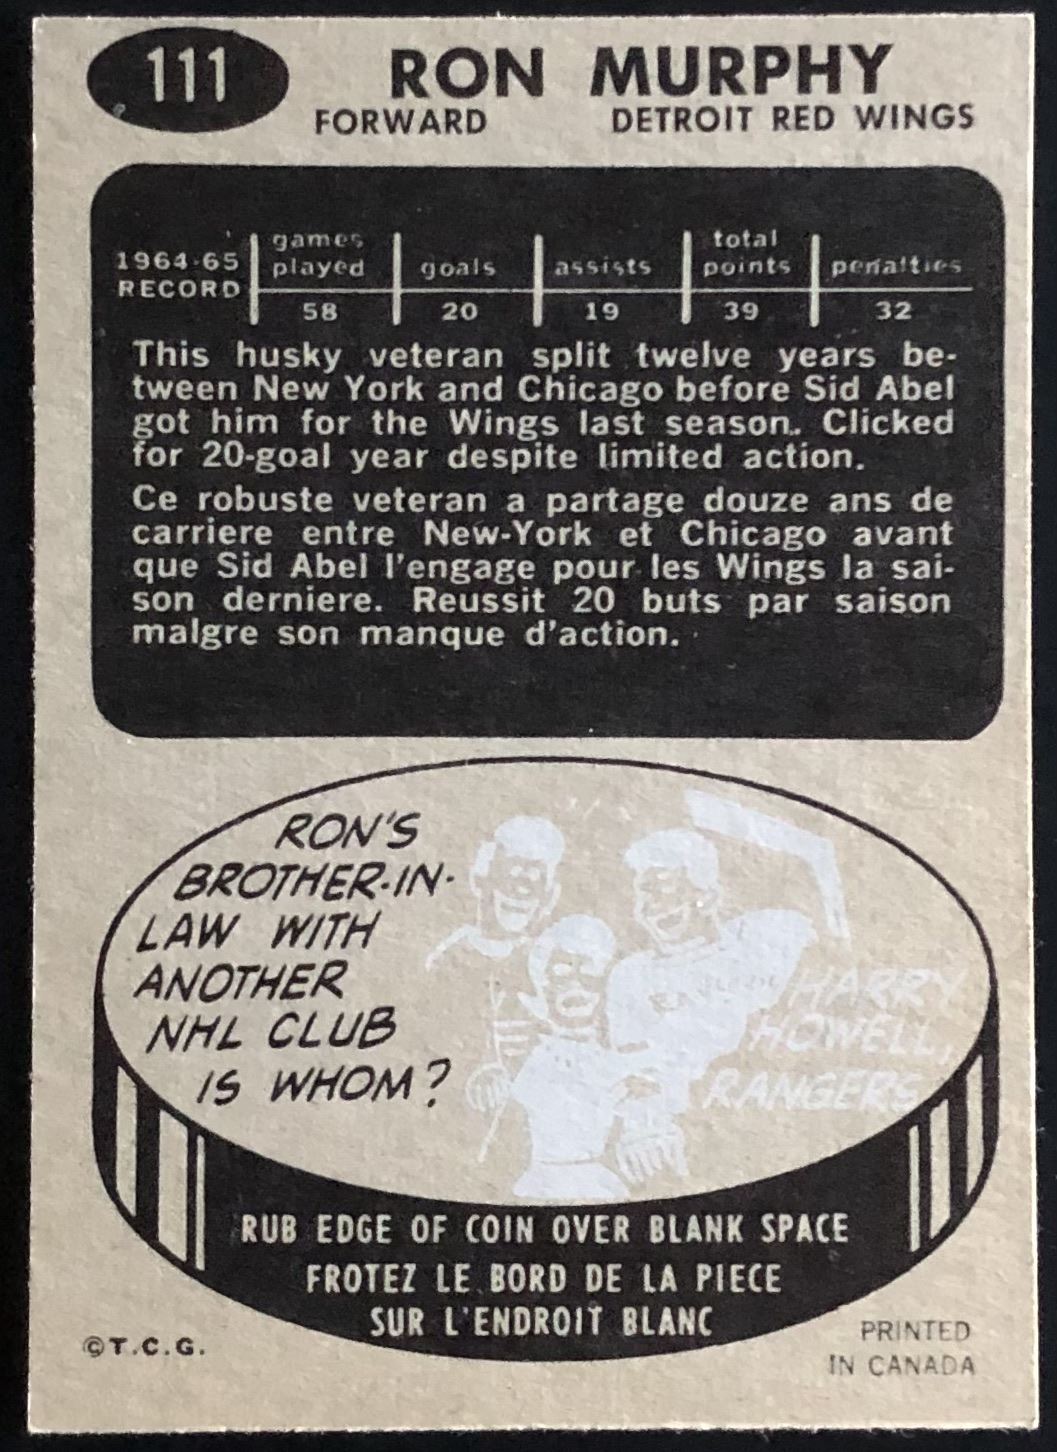 111
RON MURPHY
FORWARD DETROIT RED WINGS
1964-65 RECORD
games played goals assists total points penalties
58 20 19 39 32
This husky veteran split twelve years be-
tween New York and Chicago before Sid Abel
got him for the Wings last season. Clicked
for 20-goal year despite limited action.
Ce robuste veteran a partage douze ans de
carriere entre New-York et Chicago avant
que Sid Abel l'engage pour les Wings la sai-
son derniere. Reussit 20 buts par saison
malgre son manque d'action.
RON'S
BROTHER-IN-
LAW WITH
ANOTHER
NHL CLUB
IS WHOM?
HARRY
HOWELL,
RANGERS
RUB EDGE OF COIN OVER BLANK SPACE
FROTEZ LE BORD DE LA PIECE
SUR L'ENDROIT BLANC
©T.C.G.
PRINTED
IN CANADA